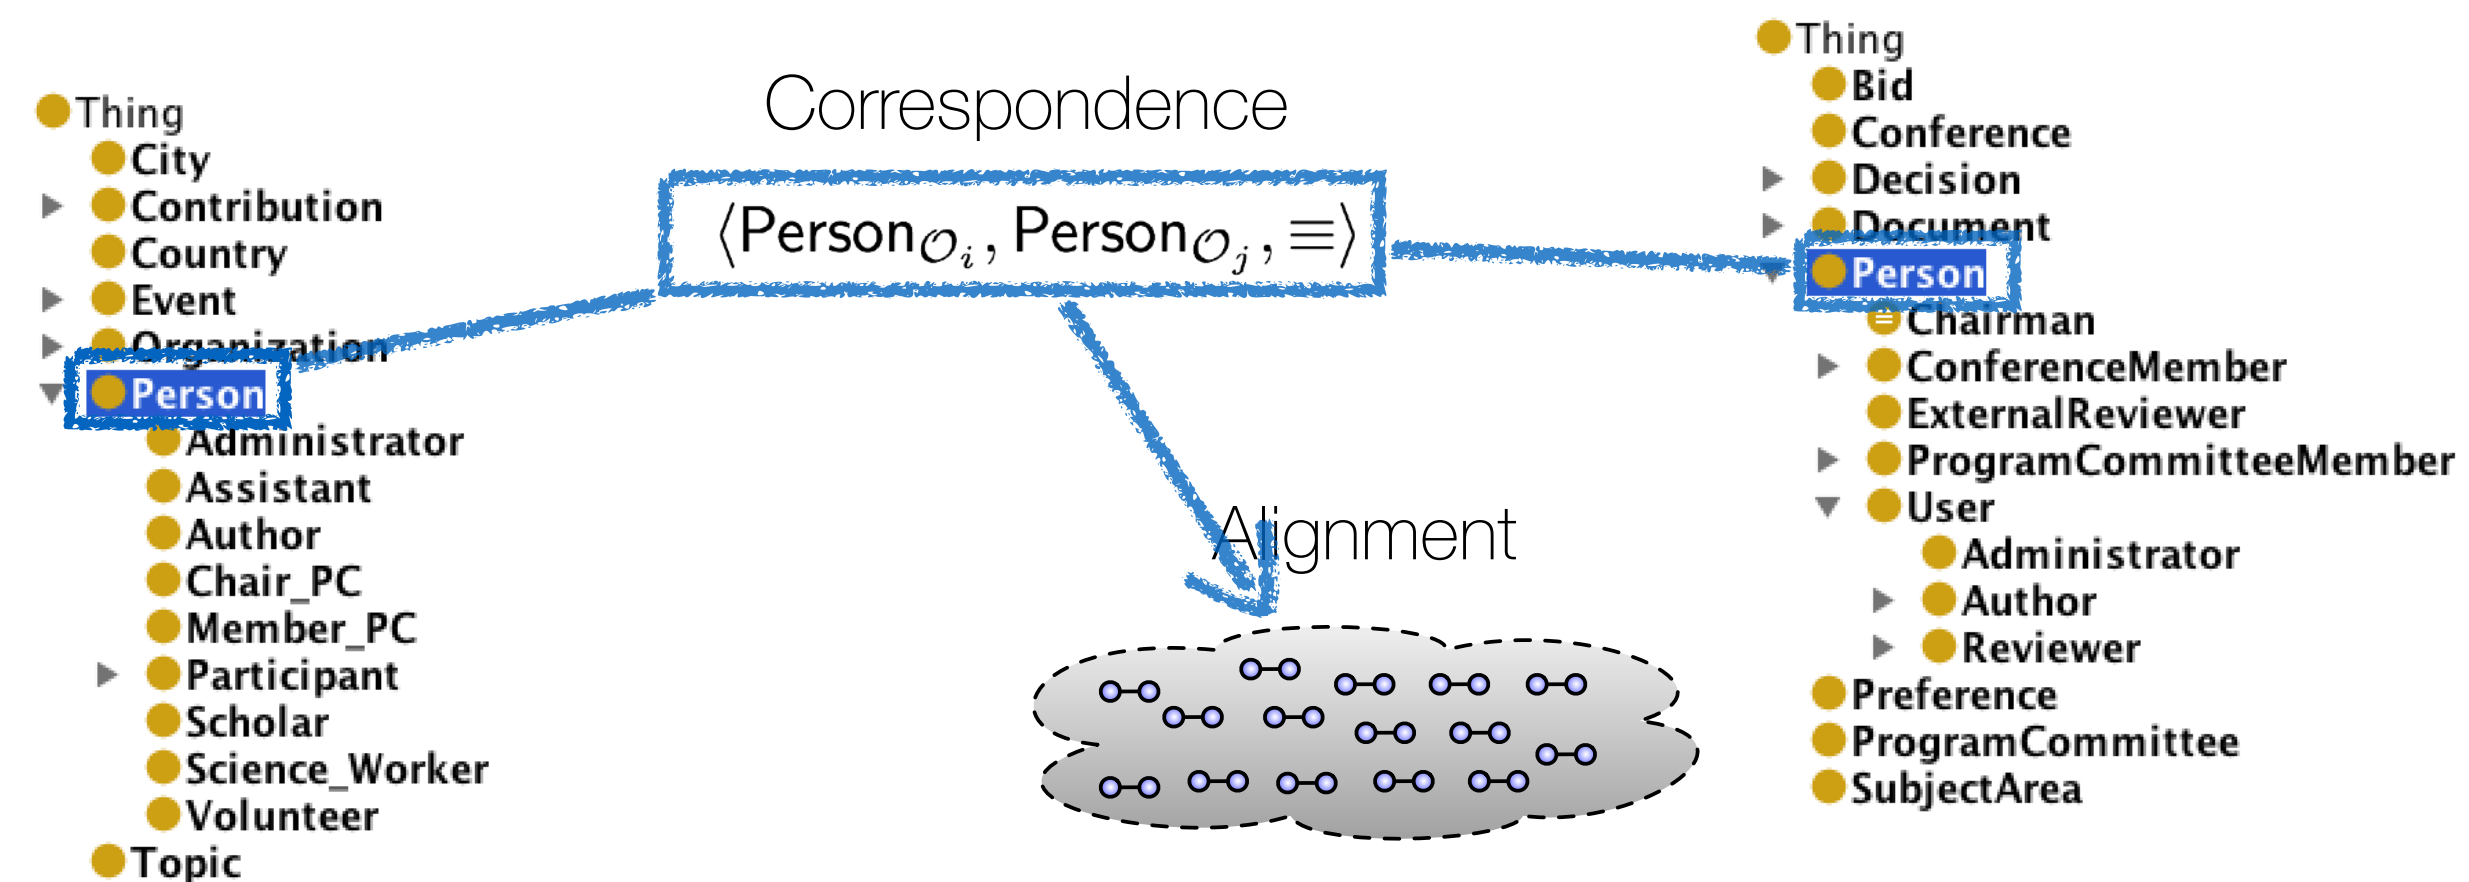 Thing
City
Contribution
Country
Event
Organization
Person
Administrator
Assistant
Author
Chair_PC
Member_PC
Participant
Scholar
Science_Worker
Volunteer
Topic
Correspondence
⟨Person𝒪ᵢ, Person𝒪ⱼ, ≡⟩
Alignment
Thing
Bid
Conference
Decision
Document
Person
Chairman
ConferenceMember
ExternalReviewer
ProgramCommitteeMember
User
Administrator
Author
Reviewer
Preference
ProgramCommittee
SubjectArea